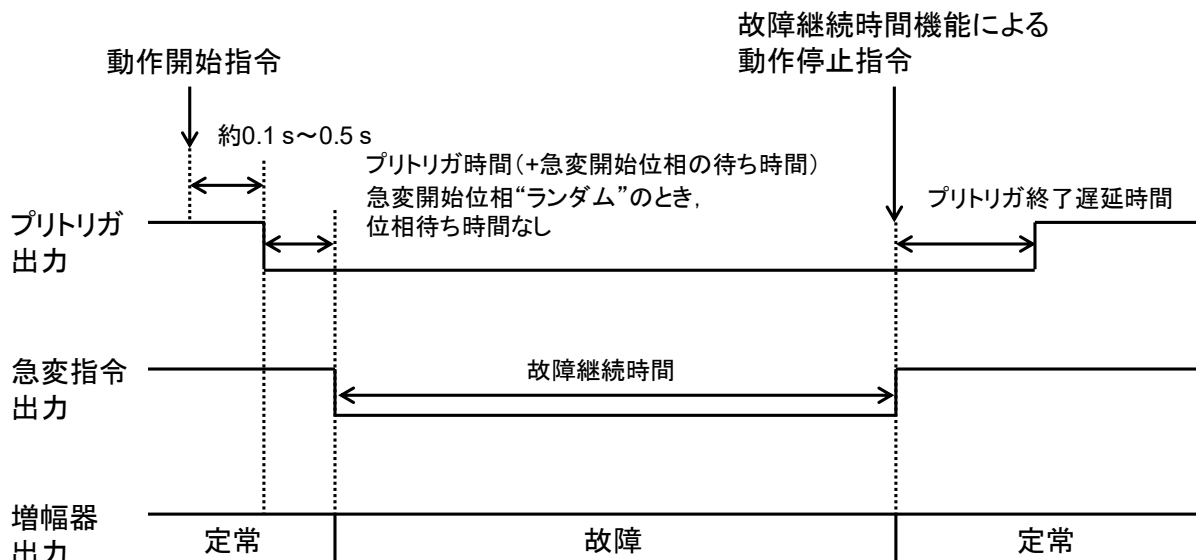 故障継続時間機能による
動作停止指令
動作開始指令
約0.1 s～0.5 s
プリトリガ時間(+急変開始位相の待ち時間)
急変開始位相“ランダム”のとき,
位相待ち時間なし
プリトリガ終了遅延時間
プリトリガ
出力
急変指令
出力
故障継続時間
増幅器
出力
定常
故障
定常